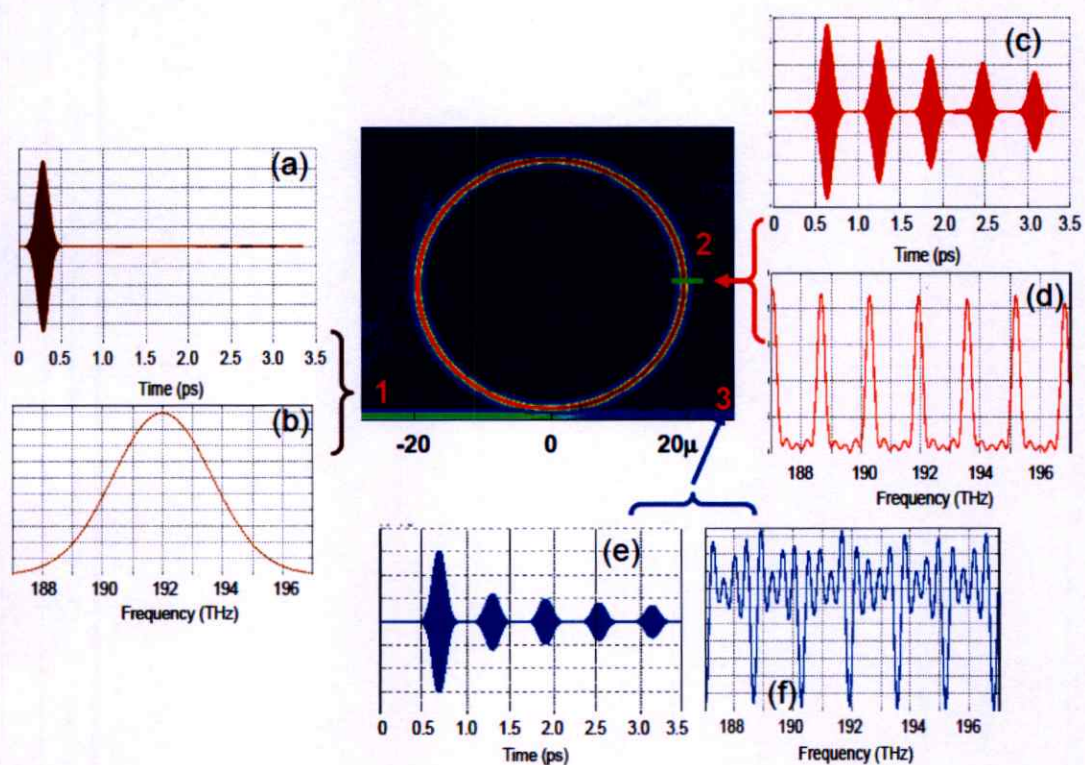 (a)
0 0.5 1.0 1.5 2.0 2.5 3.0 3.5
Time (ps)
(b)
188 190 192 194 196
Frequency (THz)
1
2
3
-20 0 20μ
(c)
0 0.5 1.0 1.5 2.0 2.5 3.0 3.5
Time (ps)
(d)
188 190 192 194 196
Frequency (THz)
(e)
0 0.5 1.0 1.5 2.0 2.5 3.0 3.5
Time (ps)
(f)
188 190 192 194 196
Frequency (THz)